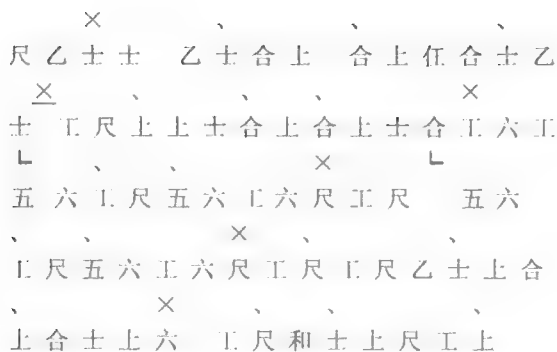 × 、 、 、
尺乙士士 乙士合上 合上仜合士乙
× 、 、 、 ×
士 工尺上上士合上合上士合工六工
∟ 、 、 × ∟
五六工尺五六工六尺工尺 五六
、 、 × 、 、
工尺五六工六尺工尺工尺乙士上合
、 × 、 、 、
上合士上六 工尺和士上尺工上